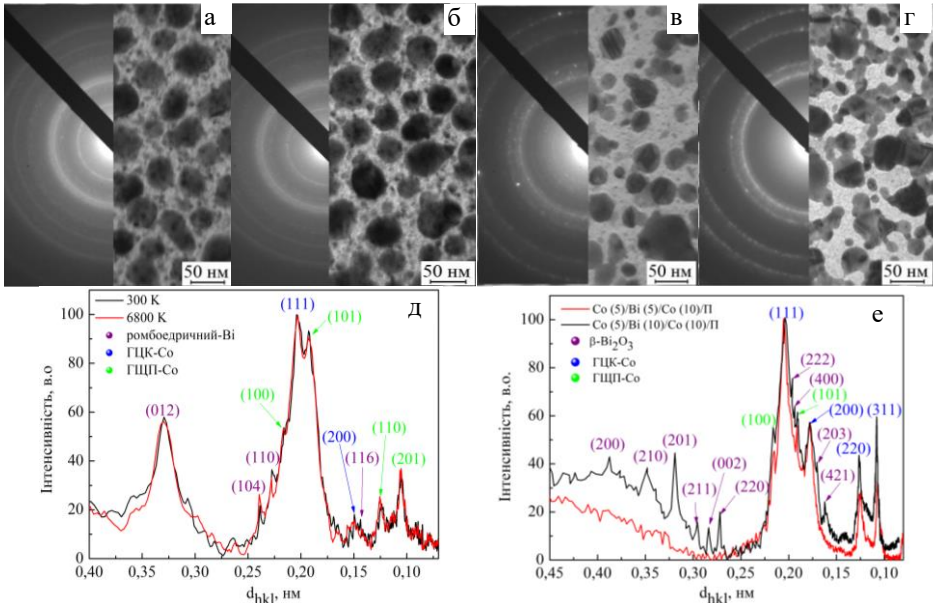 а
б
в
г
50 нм
50 нм
50 нм
50 нм
д
300 K
6800 K
ромбоедричний-Bi
ГЦК-Co
ГЩП-Co
(111)
(101)
(012)
(100)
(110)
(104)
(200)
(116)
(110)
(201)
Інтенсивність, в.о
100
80
60
40
20
0
0,40 0,35 0,30 0,25 0,20 0,15 0,10
dhkl, нм
е
Co (5)/Bi (5)/Co (10)/П
Co (5)/Bi (10)/Co (10)/П
β-Bi2O3
ГЦК-Co
ГЩП-Co
(111)
(222)
(400)
(101)
(100)
(200)
(311)
(203)
(220)
(421)
(200)
(210)
(201)
(211)
(002)
(220)
Інтенсивність, в.о.
100
80
60
40
20
0
0,45 0,40 0,35 0,30 0,25 0,20 0,15 0,10
dhkl, нм